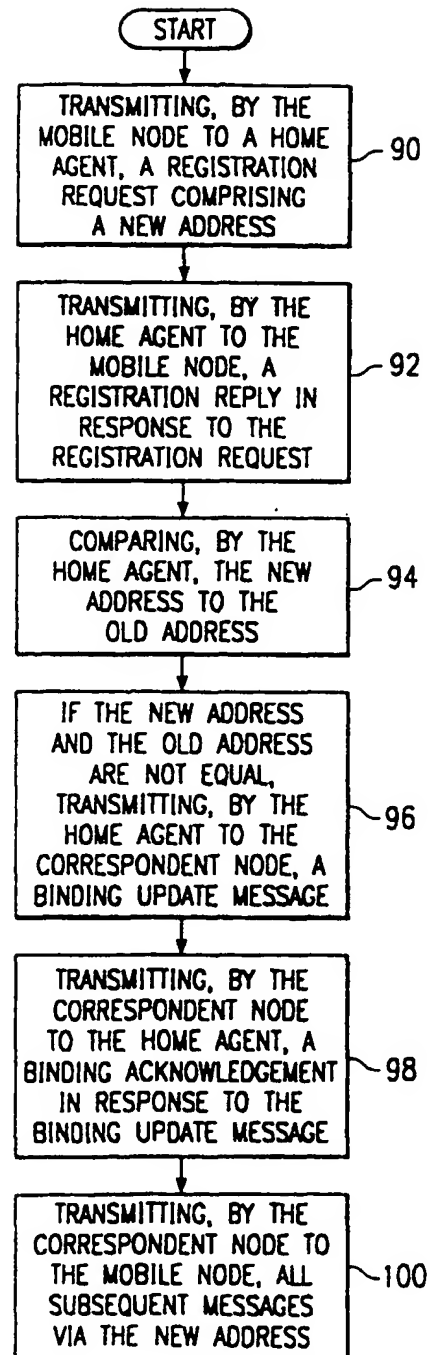 START
TRANSMITTING, BY THE
MOBILE NODE TO A HOME
AGENT, A REGISTRATION
REQUEST COMPRISING
A NEW ADDRESS
90
TRANSMITTING, BY THE
HOME AGENT TO THE
MOBILE NODE, A
REGISTRATION REPLY IN
RESPONSE TO THE
REGISTRATION REQUEST
92
COMPARING, BY THE
HOME AGENT, THE NEW
ADDRESS TO THE
OLD ADDRESS
94
IF THE NEW ADDRESS
AND THE OLD ADDRESS
ARE NOT EQUAL,
TRANSMITTING, BY THE
HOME AGENT TO THE
CORRESPONDENT NODE, A
BINDING UPDATE MESSAGE
96
TRANSMITTING, BY THE
CORRESPONDENT NODE
TO THE HOME AGENT, A
BINDING ACKNOWLEDGEMENT
IN RESPONSE TO THE
BINDING UPDATE MESSAGE
98
TRANSMITTING, BY THE
CORRESPONDENT NODE TO
THE MOBILE NODE, ALL
SUBSEQUENT MESSAGES
VIA THE NEW ADDRESS
100